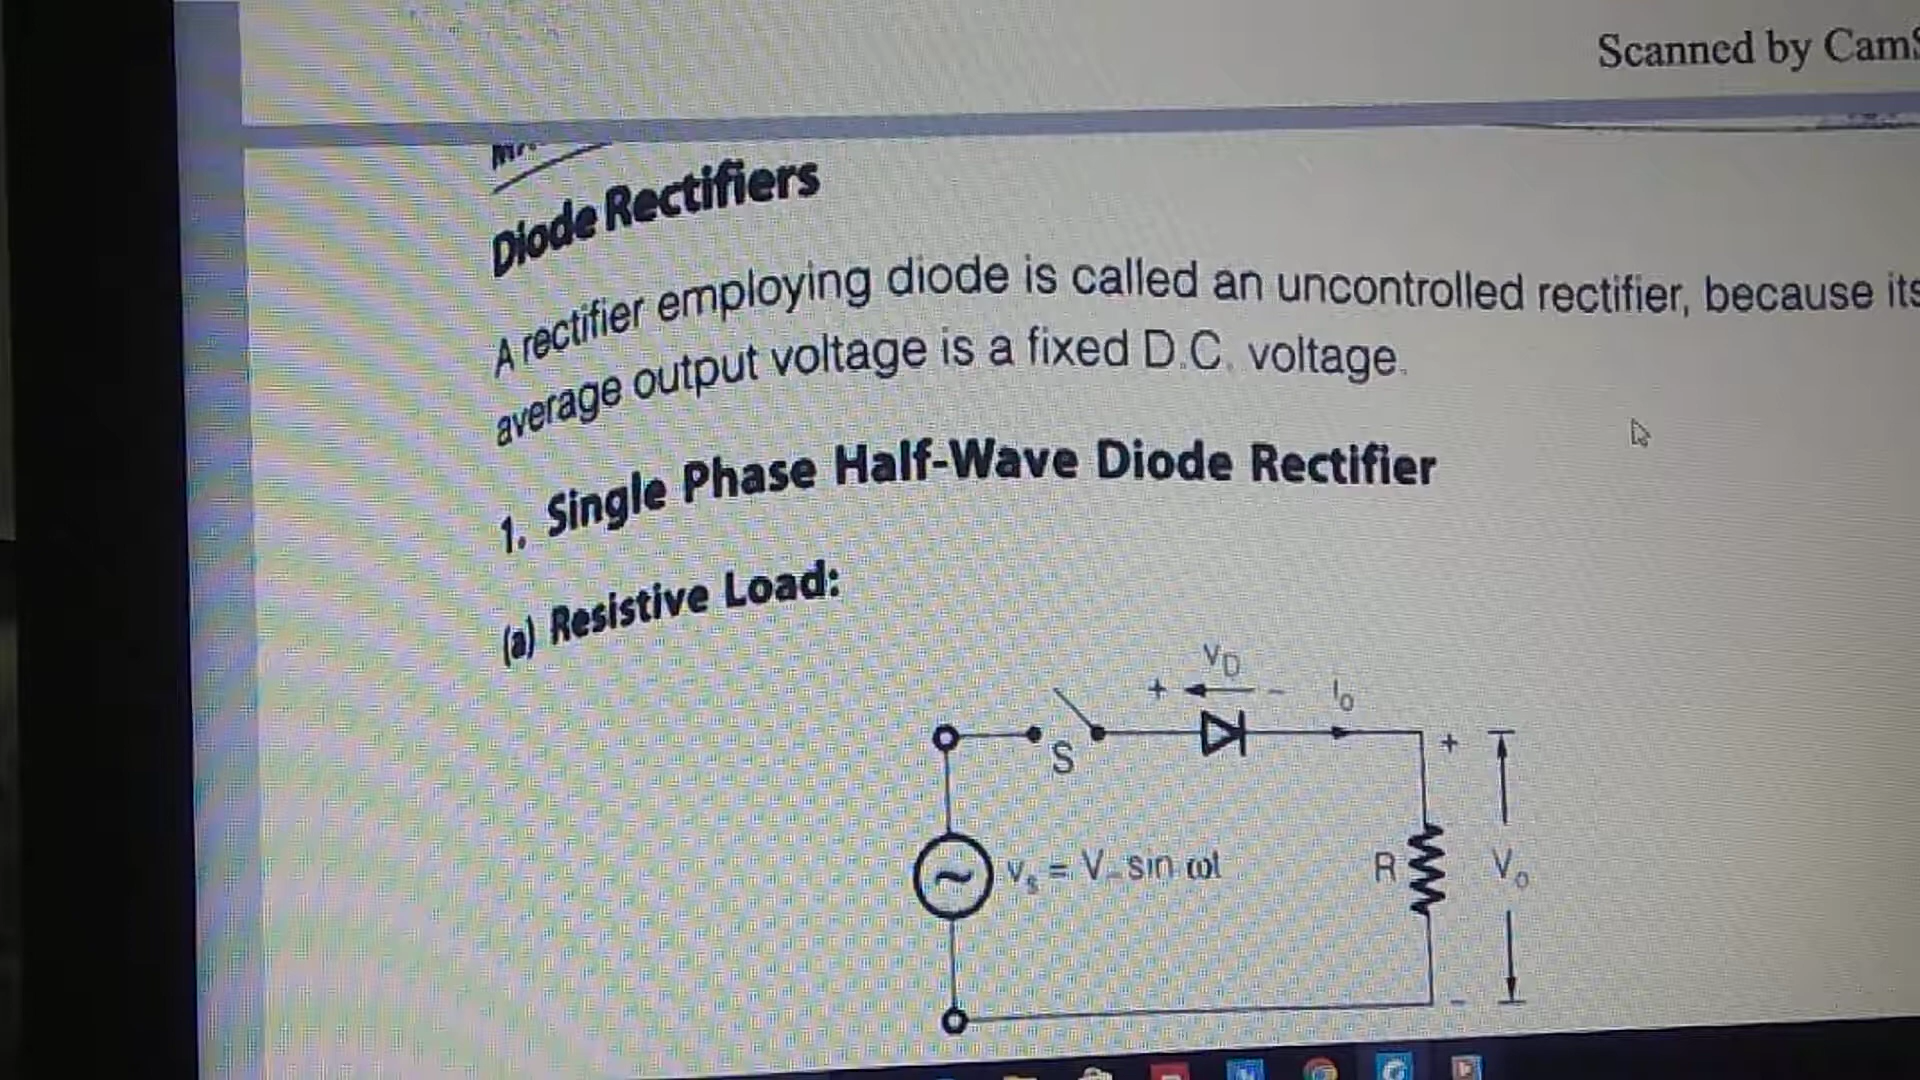 Scanned by Cam
Diode Rectifiers
A rectifier employing diode is called an uncontrolled rectifier, because its
average output voltage is a fixed D.C. voltage.
1. Single Phase Half-Wave Diode Rectifier
(a) Resistive Load:
VD
+ -
Io
S
+
vs = V sin ωt
R
Vo
-